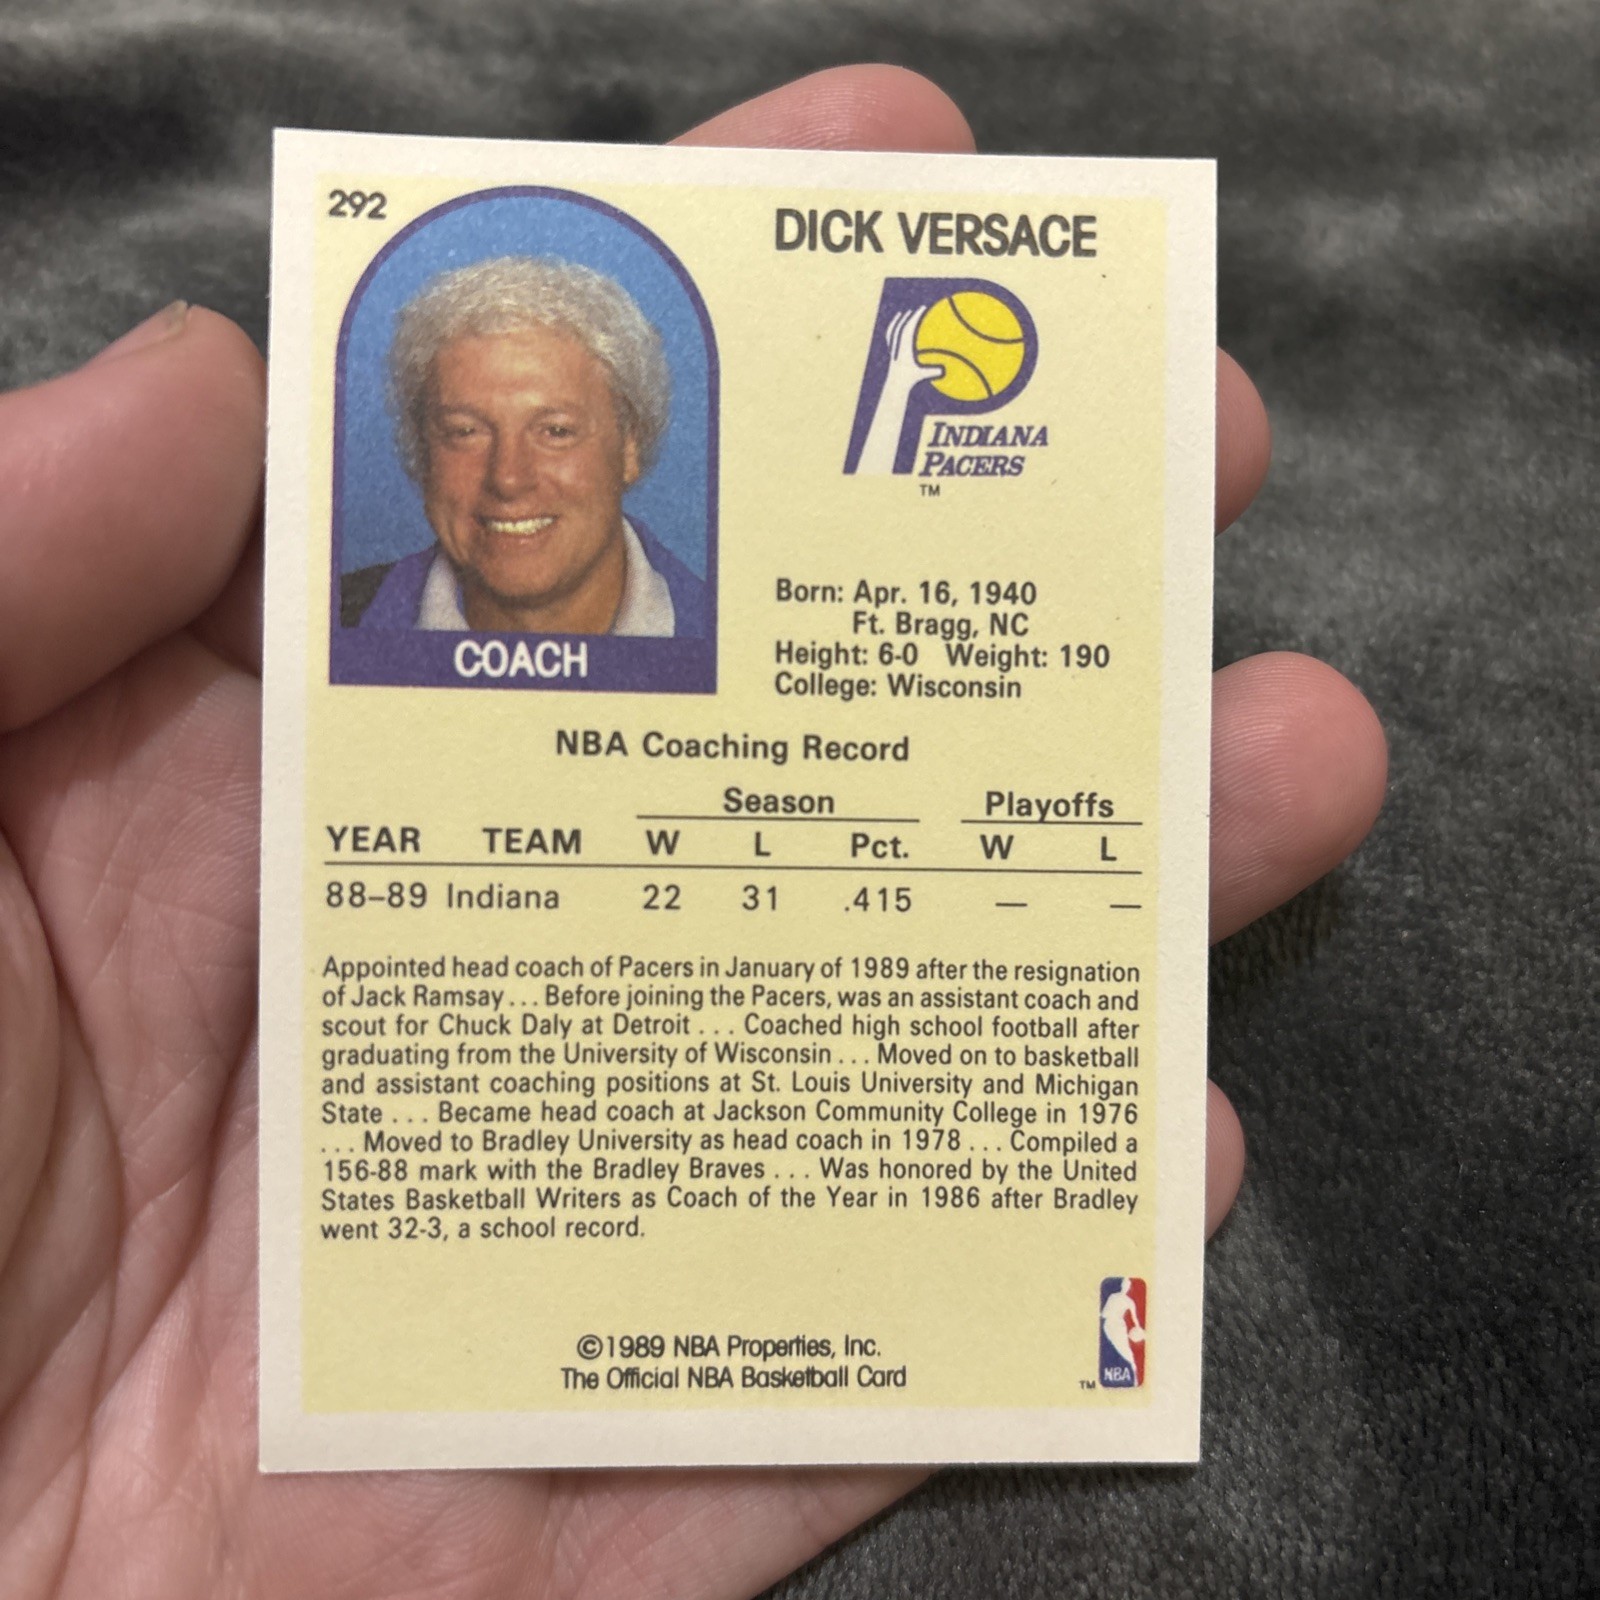 292
DICK VERSACE
INDIANA
PACERS
TM
COACH
Born: Apr. 16, 1940
Ft. Bragg, NC
Height: 6-0 Weight: 190
College: Wisconsin
NBA Coaching Record
Season Playoffs
YEAR TEAM W L Pct. W L
88–89 Indiana 22 31 .415 — —
Appointed head coach of Pacers in January of 1989 after the resignation
of Jack Ramsay . . . Before joining the Pacers, was an assistant coach and
scout for Chuck Daly at Detroit . . . Coached high school football after
graduating from the University of Wisconsin . . . Moved on to basketball
and assistant coaching positions at St. Louis University and Michigan
State . . . Became head coach at Jackson Community College in 1976
. . . Moved to Bradley University as head coach in 1978 . . . Compiled a
156-88 mark with the Bradley Braves . . . Was honored by the United
States Basketball Writers as Coach of the Year in 1986 after Bradley
went 32-3, a school record.
©1989 NBA Properties, Inc.
The Official NBA Basketball Card
TM NBA